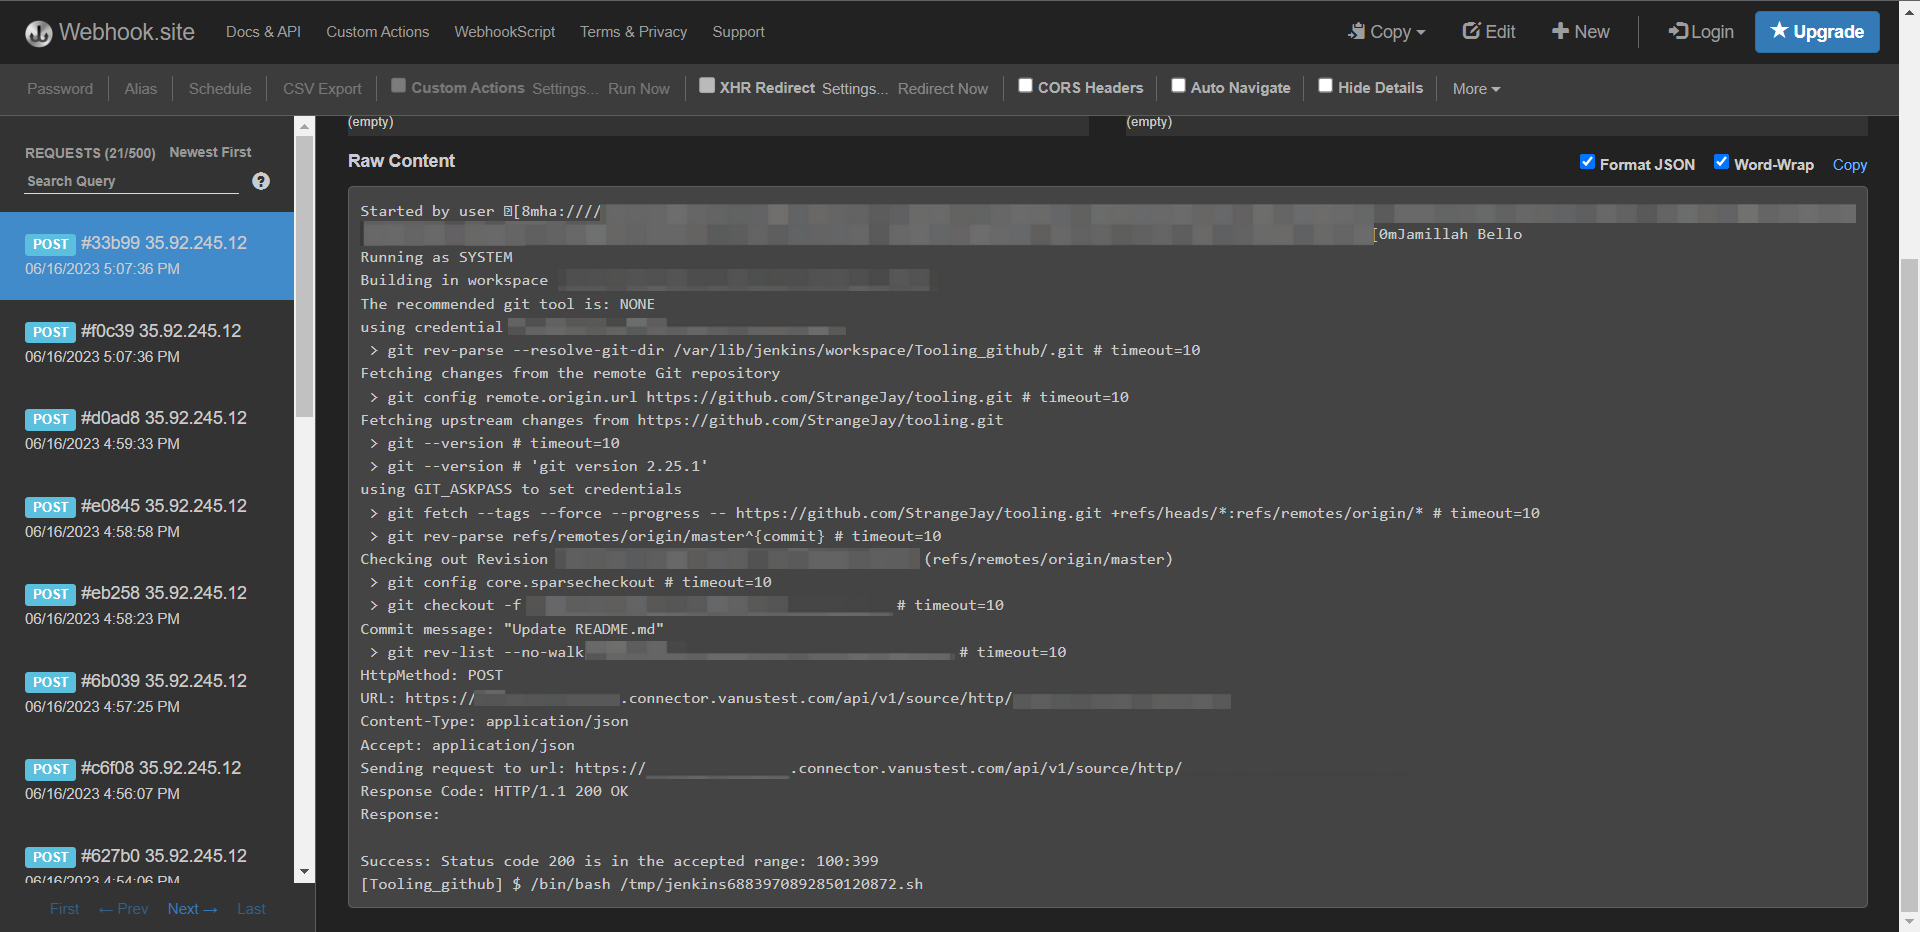 Webhook.site Docs & API Custom Actions WebhookScript Terms & Privacy Support Copy Edit New Login Upgrade
Password Alias Schedule CSV Export Custom Actions Settings... Run Now XHR Redirect Settings... Redirect Now CORS Headers Auto Navigate Hide Details More
REQUESTS (21/500) Newest First
Search Query ?
POST #33b99 35.92.245.12
06/16/2023 5:07:36 PM
POST #f0c39 35.92.245.12
06/16/2023 5:07:36 PM
POST #d0ad8 35.92.245.12
06/16/2023 4:59:33 PM
POST #e0845 35.92.245.12
06/16/2023 4:58:58 PM
POST #eb258 35.92.245.12
06/16/2023 4:58:23 PM
POST #6b039 35.92.245.12
06/16/2023 4:57:25 PM
POST #c6f08 35.92.245.12
06/16/2023 4:56:07 PM
POST #627b0 35.92.245.12
06/16/2023 4:54:06 PM
First ← Prev Next → Last
(empty) (empty)
Raw Content Format JSON Word-Wrap Copy
Started by user [8mha:////
[0mJamillah Bello
Running as SYSTEM
Building in workspace
The recommended git tool is: NONE
using credential
> git rev-parse --resolve-git-dir /var/lib/jenkins/workspace/Tooling_github/.git # timeout=10
Fetching changes from the remote Git repository
> git config remote.origin.url https://github.com/StrangeJay/tooling.git # timeout=10
Fetching upstream changes from https://github.com/StrangeJay/tooling.git
> git --version # timeout=10
> git --version # 'git version 2.25.1'
using GIT_ASKPASS to set credentials
> git fetch --tags --force --progress -- https://github.com/StrangeJay/tooling.git +refs/heads/*:refs/remotes/origin/* # timeout=10
> git rev-parse refs/remotes/origin/master^{commit} # timeout=10
Checking out Revision (refs/remotes/origin/master)
> git config core.sparsecheckout # timeout=10
> git checkout -f # timeout=10
Commit message: "Update README.md"
> git rev-list --no-walk # timeout=10
HttpMethod: POST
URL: https:// .connector.vanustest.com/api/v1/source/http/
Content-Type: application/json
Accept: application/json
Sending request to url: https:// .connector.vanustest.com/api/v1/source/http/
Response Code: HTTP/1.1 200 OK
Response:
Success: Status code 200 is in the accepted range: 100:399
[Tooling_github] $ /bin/bash /tmp/jenkins6883970892850120872.sh